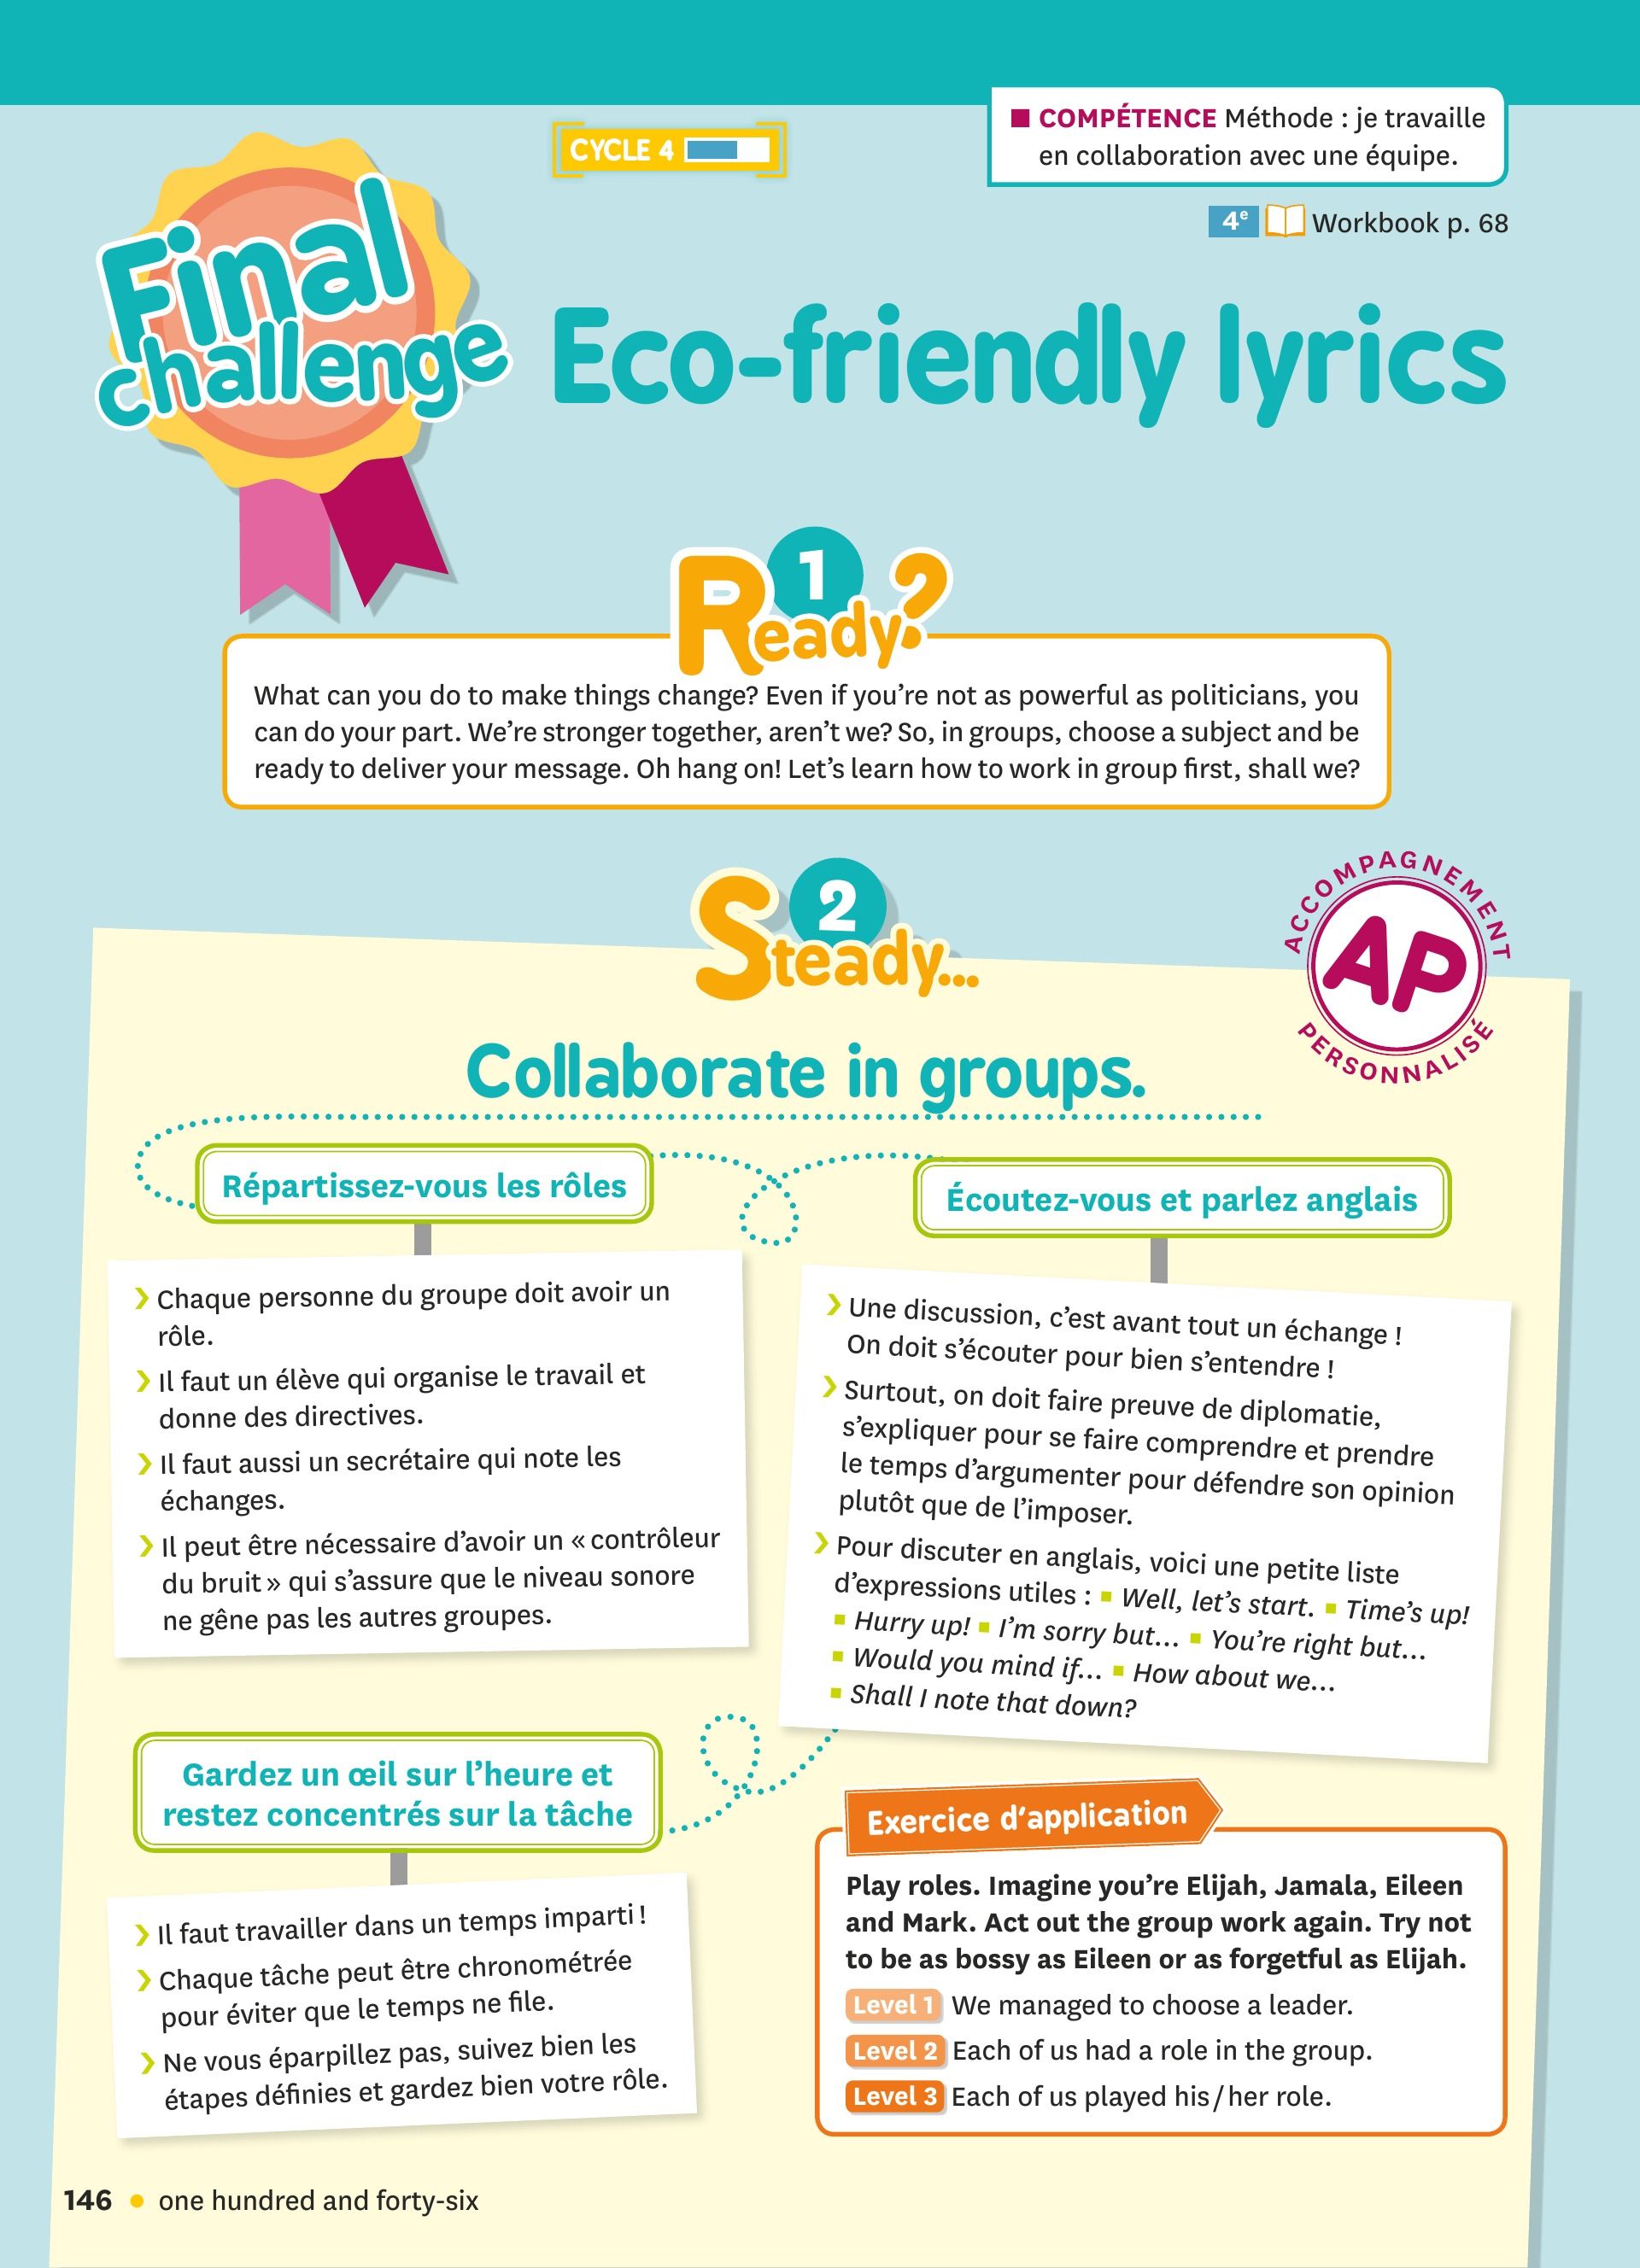 CYCLE 4
■ COMPÉTENCE Méthode : je travaille
en collaboration avec une équipe.
4e Workbook p. 68
Final
challenge
Eco-friendly lyrics
1
Ready?
What can you do to make things change? Even if you’re not as powerful as politicians, you
can do your part. We’re stronger together, aren’t we? So, in groups, choose a subject and be
ready to deliver your message. Oh hang on! Let’s learn how to work in group first, shall we?
2
Steady...
ACCOMPAGNEMENT
AP
PERSONNALISÉ
Collaborate in groups.
Répartissez-vous les rôles
› Chaque personne du groupe doit avoir un
rôle.
› Il faut un élève qui organise le travail et
donne des directives.
› Il faut aussi un secrétaire qui note les
échanges.
› Il peut être nécessaire d’avoir un « contrôleur
du bruit » qui s’assure que le niveau sonore
ne gêne pas les autres groupes.
Écoutez-vous et parlez anglais
› Une discussion, c’est avant tout un échange !
On doit s’écouter pour bien s’entendre !
› Surtout, on doit faire preuve de diplomatie,
s’expliquer pour se faire comprendre et prendre
le temps d’argumenter pour défendre son opinion
plutôt que de l’imposer.
› Pour discuter en anglais, voici une petite liste
d’expressions utiles : ▪ Well, let’s start. ▪ Time’s up!
▪ Hurry up! ▪ I’m sorry but... ▪ You’re right but...
▪ Would you mind if... ▪ How about we...
▪ Shall I note that down?
Gardez un œil sur l’heure et
restez concentrés sur la tâche
› Il faut travailler dans un temps imparti !
› Chaque tâche peut être chronométrée
pour éviter que le temps ne file.
› Ne vous éparpillez pas, suivez bien les
étapes définies et gardez bien votre rôle.
Exercice d’application
Play roles. Imagine you’re Elijah, Jamala, Eileen
and Mark. Act out the group work again. Try not
to be as bossy as Eileen or as forgetful as Elijah.
Level 1 We managed to choose a leader.
Level 2 Each of us had a role in the group.
Level 3 Each of us played his / her role.
146 • one hundred and forty-six